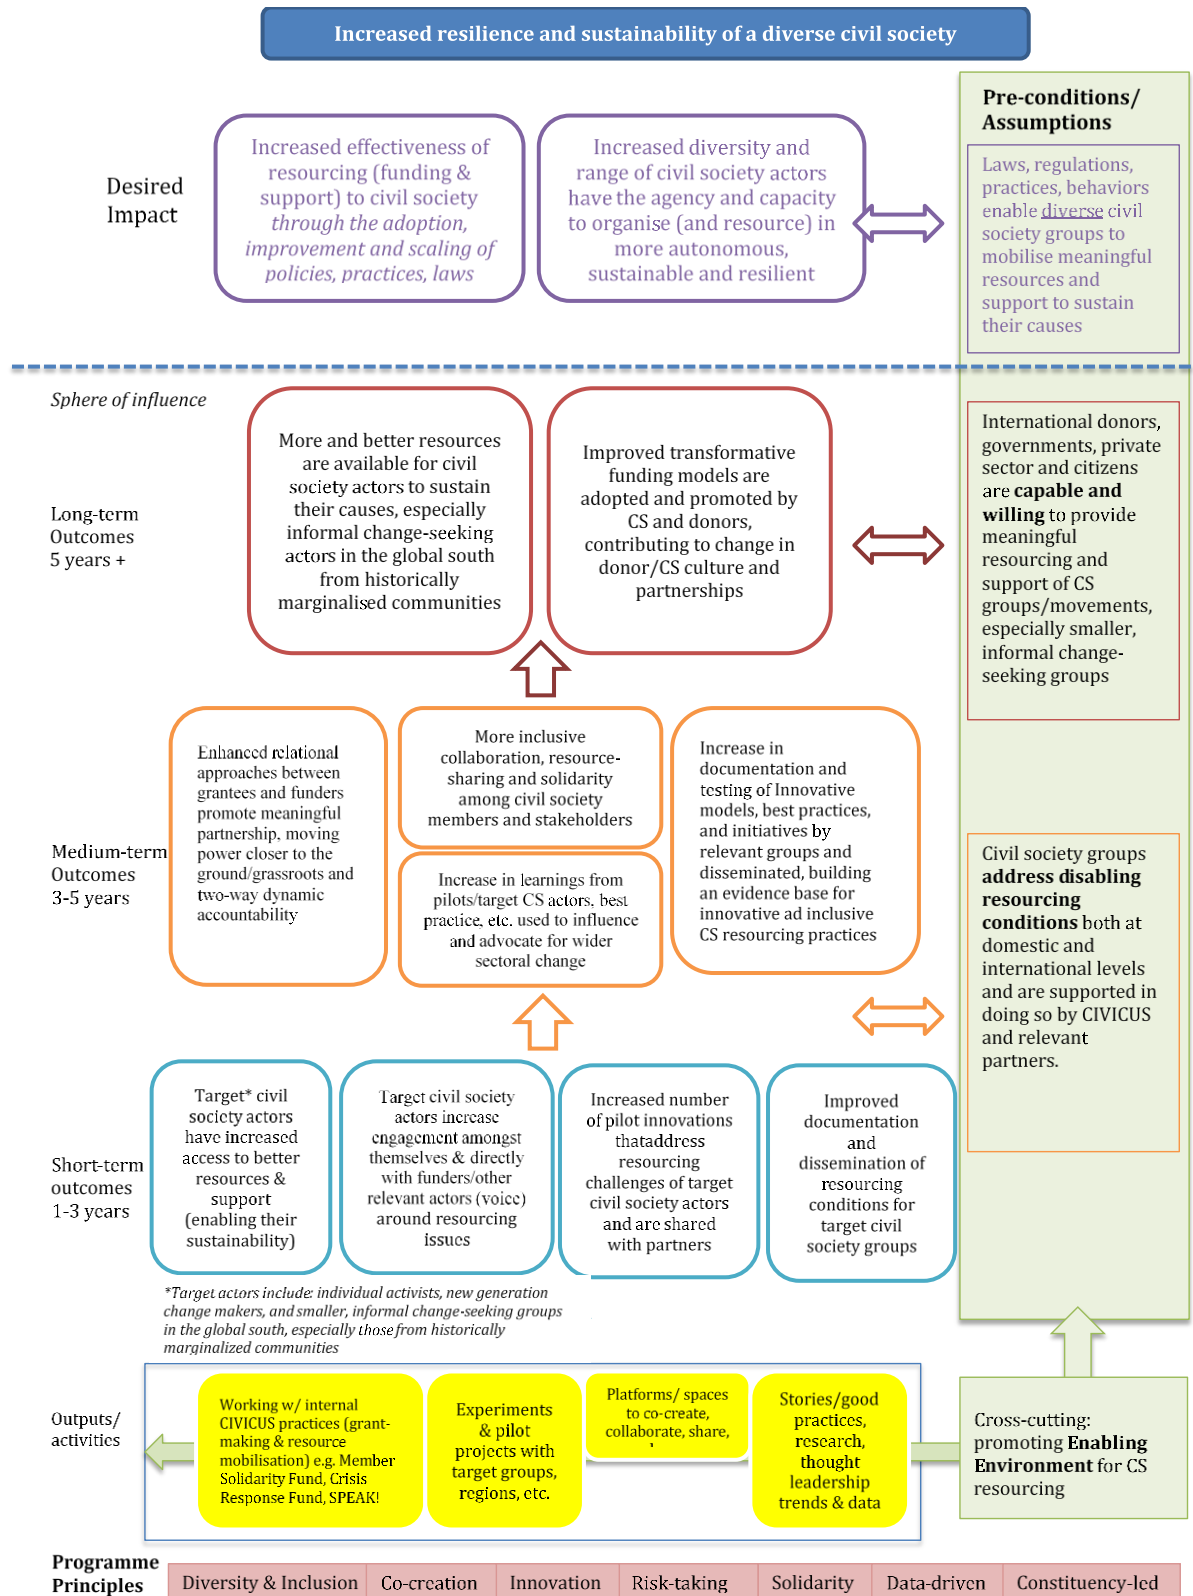 Increased resilience and sustainability of a diverse civil society
Pre-conditions/
Assumptions
Desired
Impact
Increased effectiveness of
resourcing (funding &
support) to civil society
through the adoption,
improvement and scaling of
policies, practices, laws
Increased diversity and
range of civil society actors
have the agency and capacity
to organise (and resource) in
more autonomous,
sustainable and resilient
Laws, regulations,
practices, behaviors
enable diverse civil
society groups to
mobilise meaningful
resources and
support to sustain
their causes
Sphere of influence
Long-term
Outcomes
5 years +
More and better resources
are available for civil
society actors to sustain
their causes, especially
informal change-seeking
actors in the global south
from historically
marginalised communities
Improved transformative
funding models are
adopted and promoted by
CS and donors,
contributing to change in
donor/CS culture and
partnerships
International donors,
governments, private
sector and citizens
are capable and
willing to provide
meaningful
resourcing and
support of CS
groups/movements,
especially smaller,
informal change-
seeking groups
Medium-term
Outcomes
3-5 years
Enhanced relational
approaches between
grantees and funders
promote meaningful
partnership, moving
power closer to the
ground/grassroots and
two-way dynamic
accountability
More inclusive
collaboration, resource-
sharing and solidarity
among civil society
members and stakeholders
Increase in learnings from
pilots/target CS actors, best
practice, etc. used to influence
and advocate for wider
sectoral change
Increase in
documentation and
testing of Innovative
models, best practices,
and initiatives by
relevant groups and
disseminated, building
an evidence base for
innovative ad inclusive
CS resourcing practices
Civil society groups
address disabling
resourcing
conditions both at
domestic and
international levels
and are supported in
doing so by CIVICUS
and relevant
partners.
Short-term
outcomes
1-3 years
Target* civil
society actors
have increased
access to better
resources &
support
(enabling their
sustainability)
Target civil society
actors increase
engagement amongst
themselves & directly
with funders/other
relevant actors (voice)
around resourcing
issues
Increased number
of pilot innovations
thataddress
resourcing
challenges of target
civil society actors
and are shared
with partners
Improved
documentation
and
dissemination of
resourcing
conditions for
target civil
society groups
*Target actors include: individual activists, new generation
change makers, and smaller, informal change-seeking groups
in the global south, especially those from historically
marginalized communities
Outputs/
activities
Working w/ internal
CIVICUS practices (grant-
making & resource
mobilisation) e.g. Member
Solidarity Fund, Crisis
Response Fund, SPEAK!
Experiments
& pilot
projects with
target groups,
regions, etc.
Platforms/ spaces
to co-create,
collaborate, share,
Stories/good
practices,
research,
thought
leadership
trends & data
Cross-cutting:
promoting Enabling
Environment for CS
resourcing
Programme
Principles
Diversity & Inclusion
Co-creation
Innovation
Risk-taking
Solidarity
Data-driven
Constituency-led